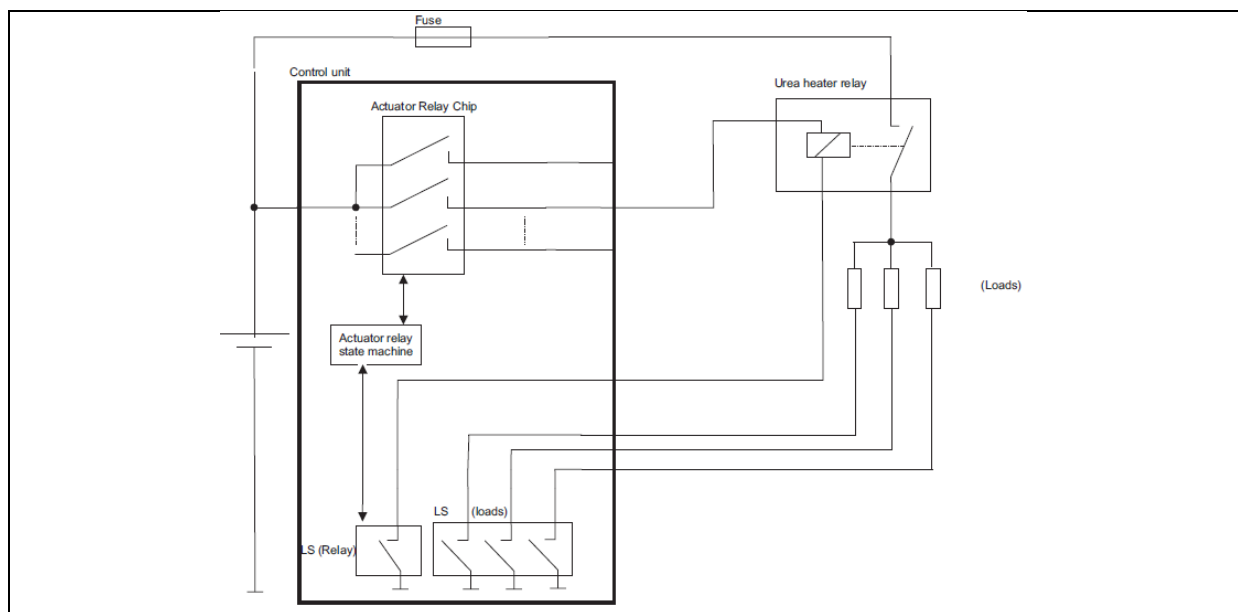 Fuse
Control unit
Urea heater relay
Actuator Relay Chip
(Loads)
Actuator relay
state machine
LS (loads)
LS (Relay)